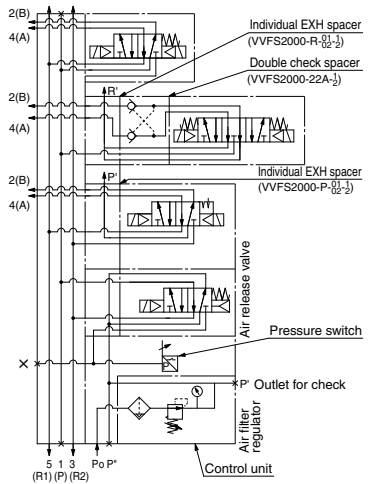 Individual EXH spacer
(VVFS2000-R-01/02-1/2)
2(B)
4(A)
Double check spacer
(VVFS2000-22A-1/2)
R'
2(B)
4(A)
Individual EXH spacer
(VVFS2000-P-01/02-1/2)
P'
2(B)
4(A)
Air release valve
Pressure switch
P' Outlet for check
Air filter
regulator
5 1 3 Po P"
(R1) (P) (R2)
Control unit